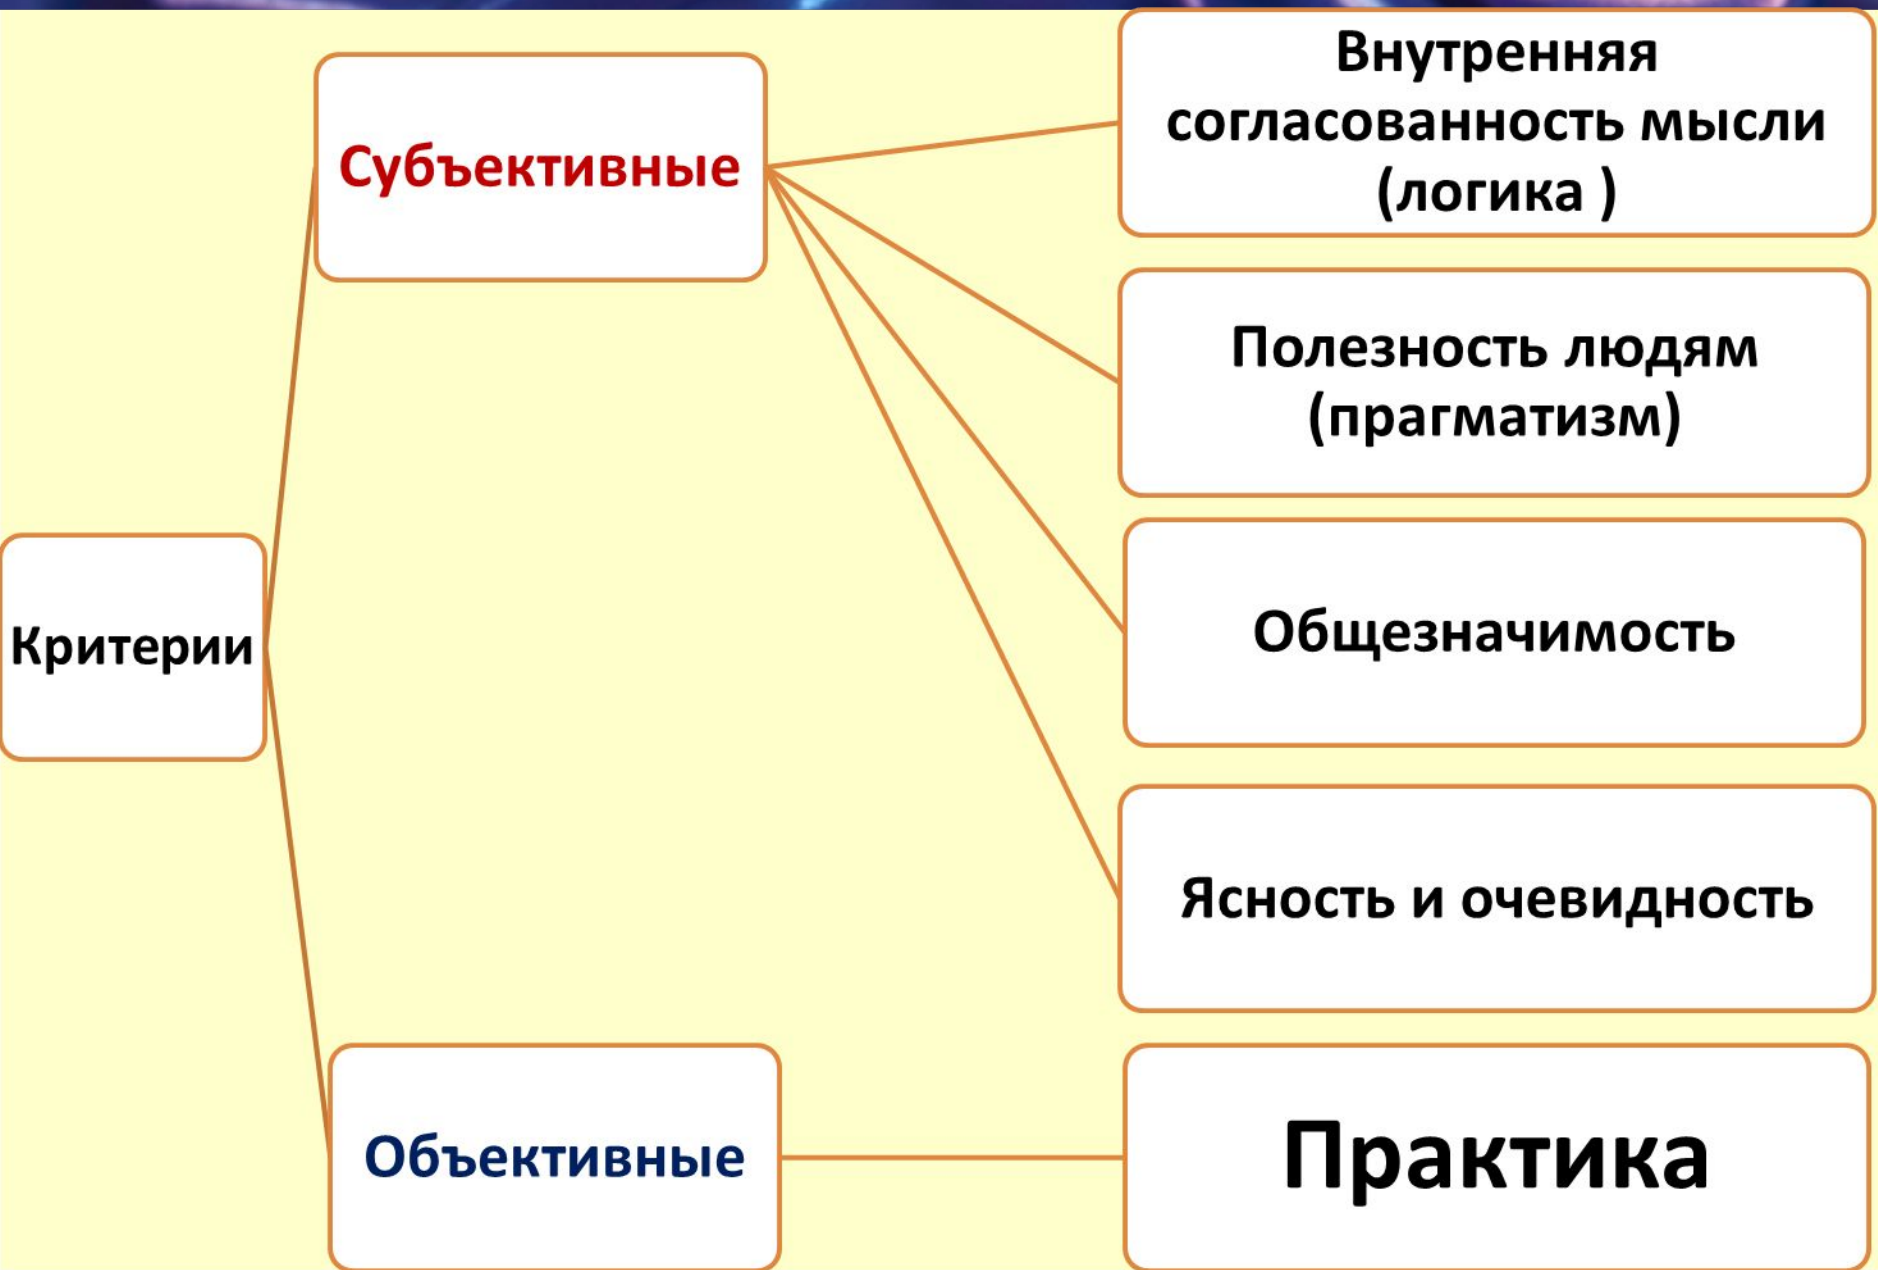 Критерии
Субъективные
Внутренняя
согласованность мысли
(логика )
Полезность людям
(прагматизм)
Общезначимость
Ясность и очевидность
Объективные
Практика